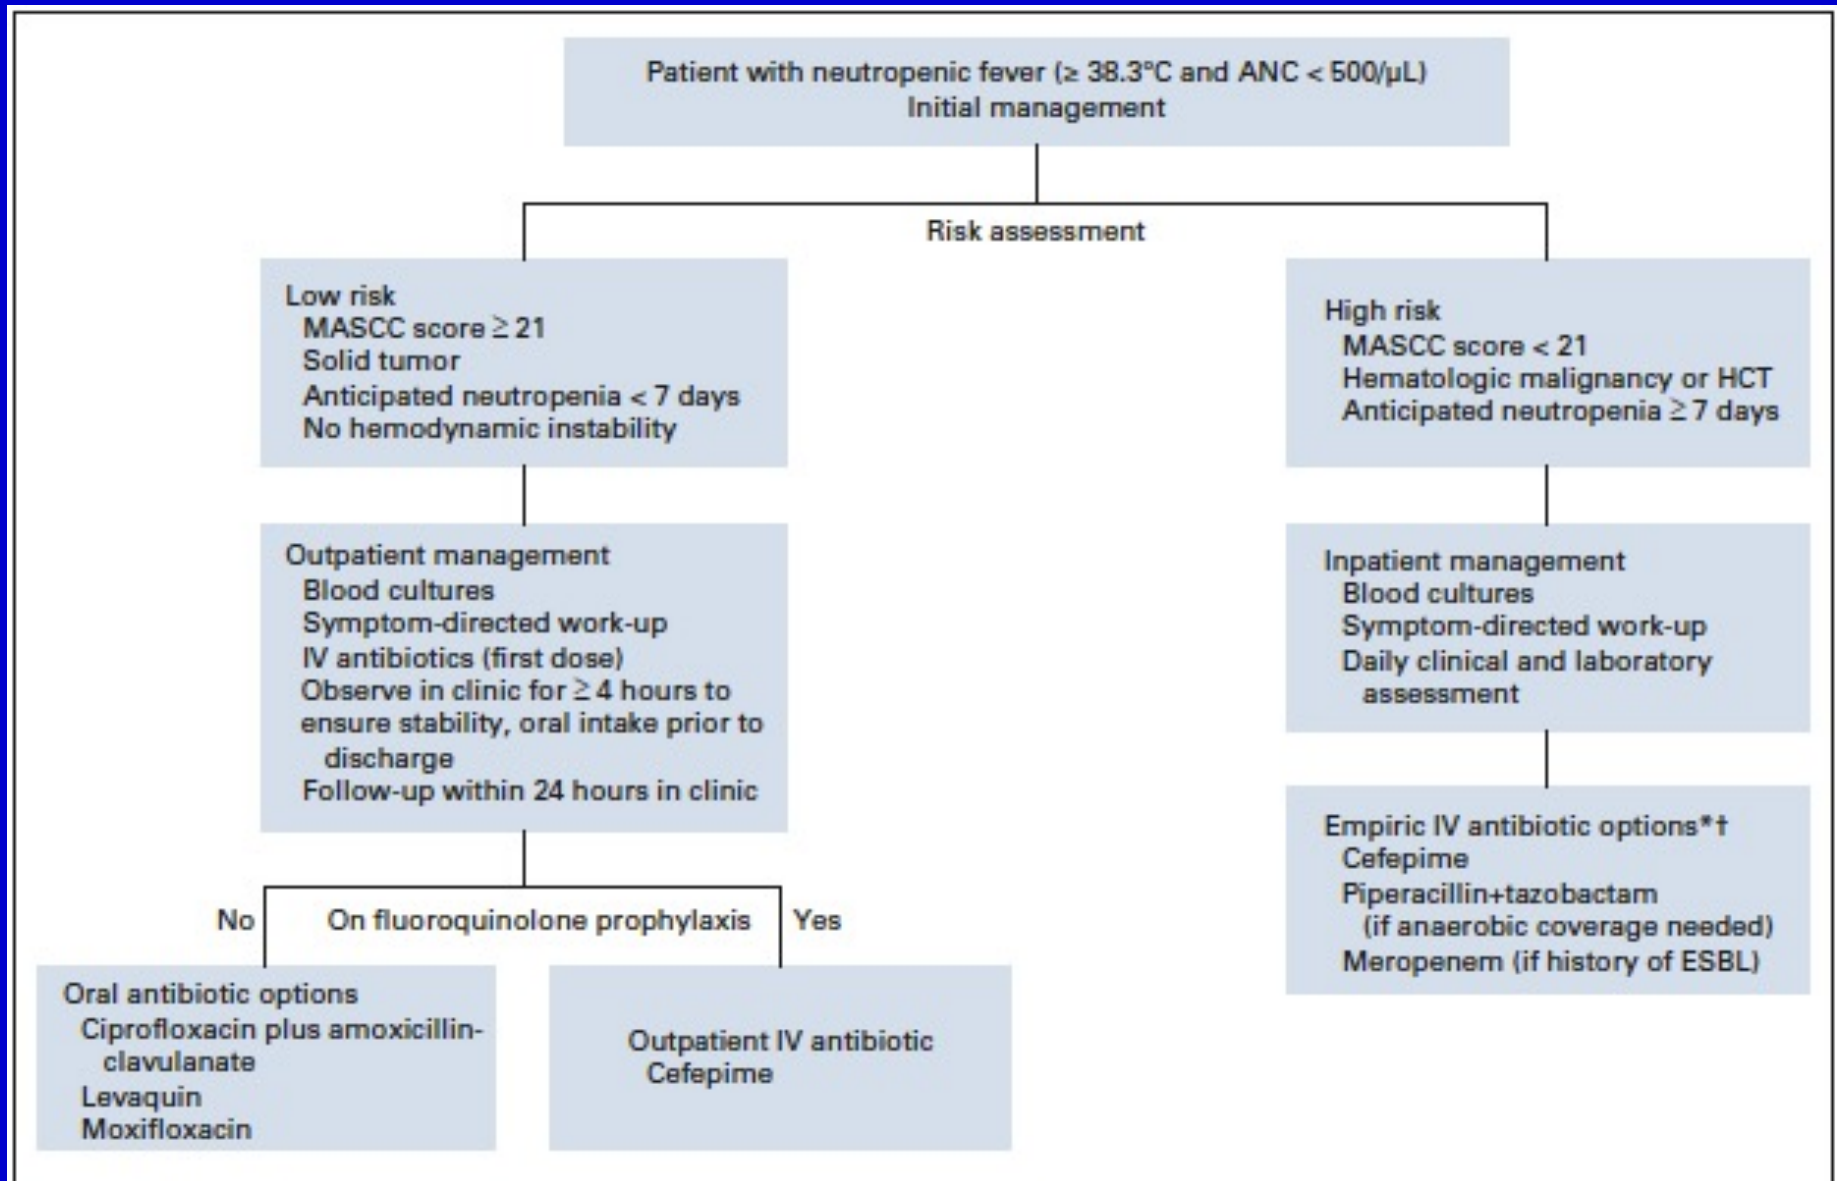 Patient with neutropenic fever (≥ 38.3°C and ANC < 500/µL)
Initial management
Risk assessment
Low risk
MASCC score ≥ 21
Solid tumor
Anticipated neutropenia < 7 days
No hemodynamic instability
High risk
MASCC score < 21
Hematologic malignancy or HCT
Anticipated neutropenia ≥ 7 days
Outpatient management
Blood cultures
Symptom-directed work-up
IV antibiotics (first dose)
Observe in clinic for ≥ 4 hours to
ensure stability, oral intake prior to
discharge
Follow-up within 24 hours in clinic
Inpatient management
Blood cultures
Symptom-directed work-up
Daily clinical and laboratory
assessment
Empiric IV antibiotic options*†
Cefepime
Piperacillin+tazobactam
(if anaerobic coverage needed)
Meropenem (if history of ESBL)
No On fluoroquinolone prophylaxis Yes
Oral antibiotic options
Ciprofloxacin plus amoxicillin-
clavulanate
Levaquin
Moxifloxacin
Outpatient IV antibiotic
Cefepime